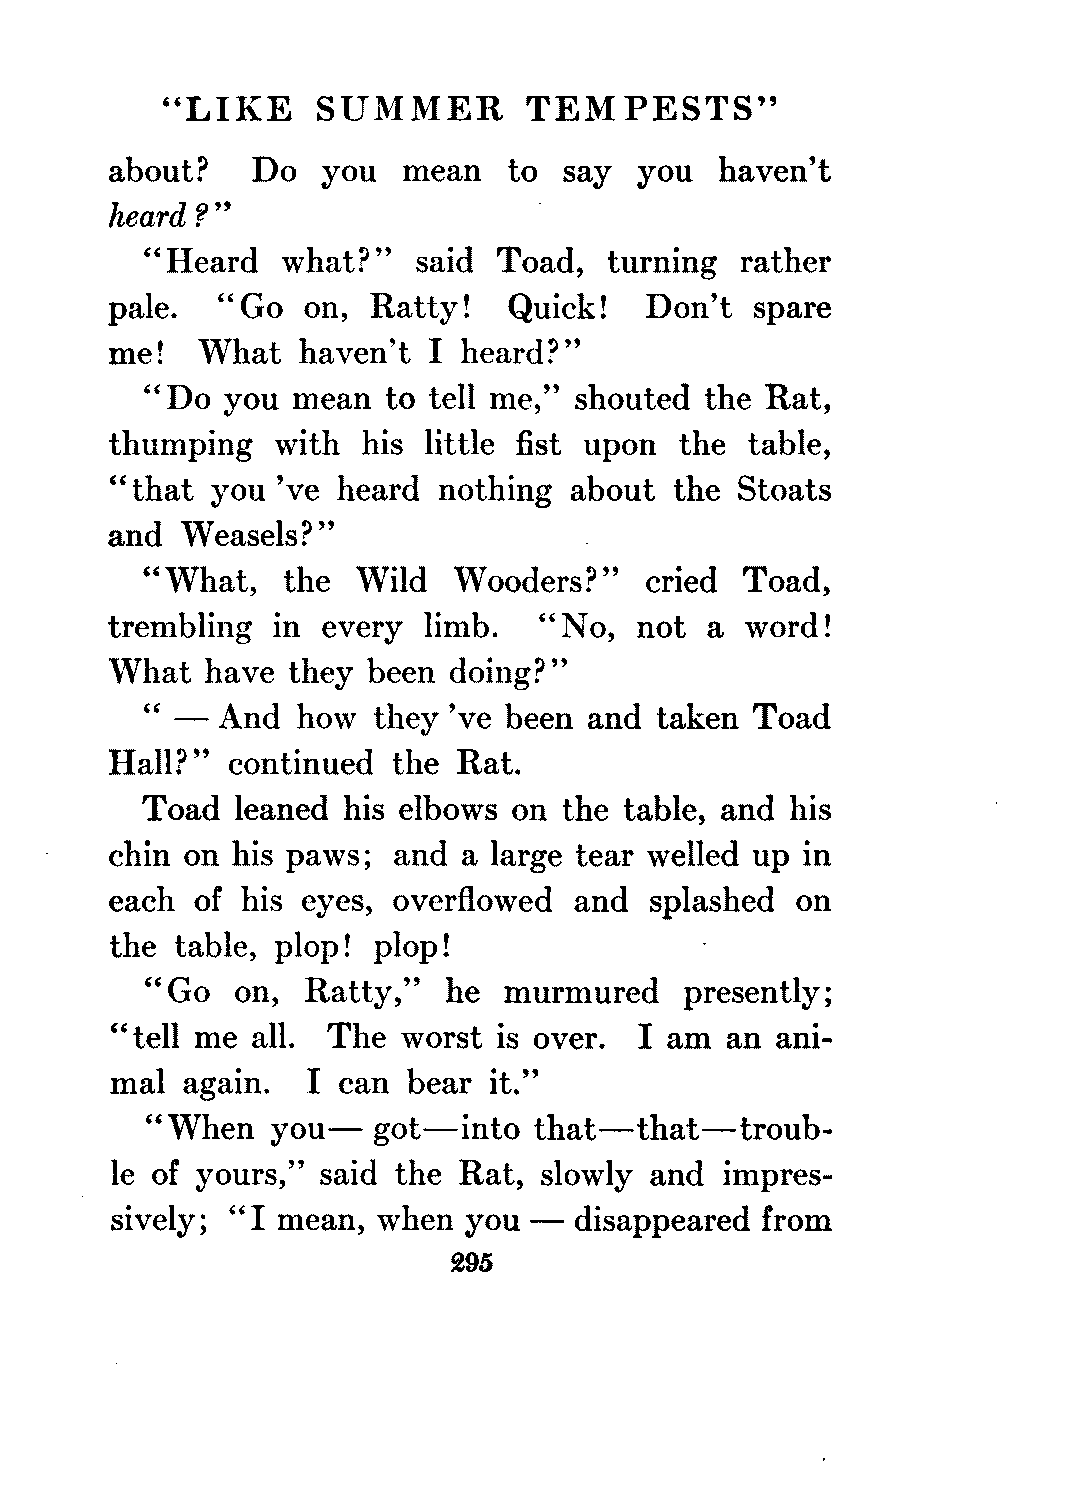 “LIKE SUMMER TEMPESTS”
about? Do you mean to say you haven’t
heard?”
“Heard what?” said Toad, turning rather
pale. “Go on, Ratty! Quick! Don’t spare
me! What haven’t I heard?”
“Do you mean to tell me,” shouted the Rat,
thumping with his little fist upon the table,
“that you ’ve heard nothing about the Stoats
and Weasels?”
“What, the Wild Wooders?” cried Toad,
trembling in every limb. “No, not a word!
What have they been doing?”
“ — And how they ’ve been and taken Toad
Hall?” continued the Rat.
Toad leaned his elbows on the table, and his
chin on his paws; and a large tear welled up in
each of his eyes, overflowed and splashed on
the table, plop! plop!
“Go on, Ratty,” he murmured presently;
“tell me all. The worst is over. I am an ani-
mal again. I can bear it.”
“When you— got—into that—that—troub-
le of yours,” said the Rat, slowly and impres-
sively; “I mean, when you — disappeared from
295